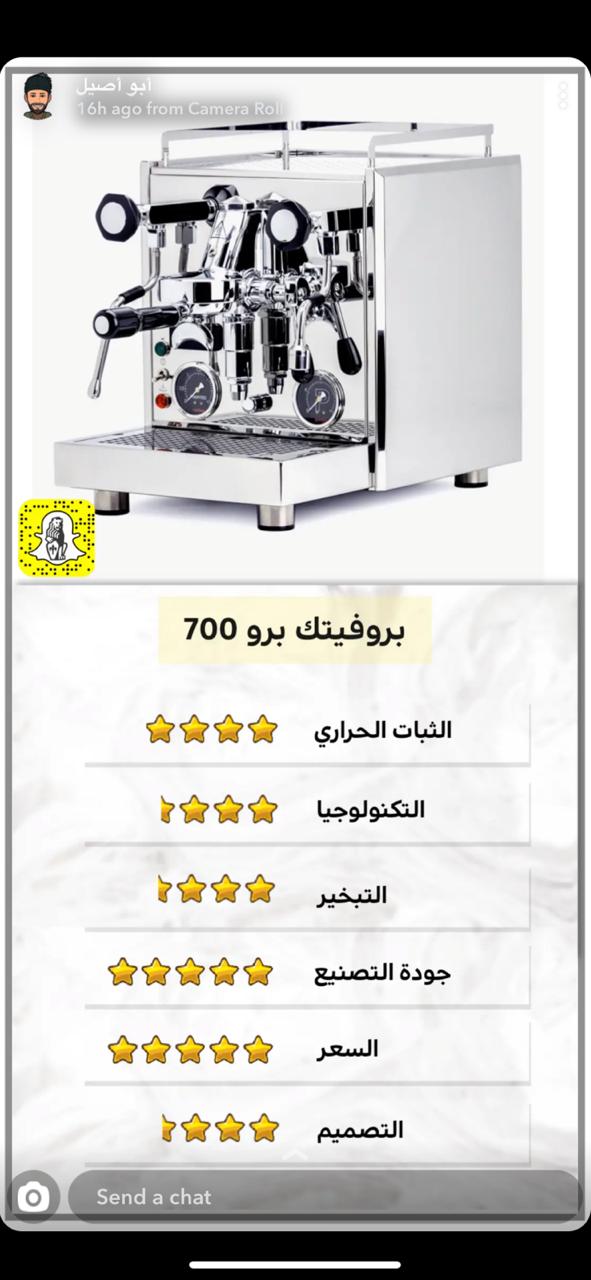 أبو أصيل
16h ago from Camera Roll
بروفيتك برو 700
الثبات الحراري
التكنولوجيا
التبخير
جودة التصنيع
السعر
التصميم
Send a chat